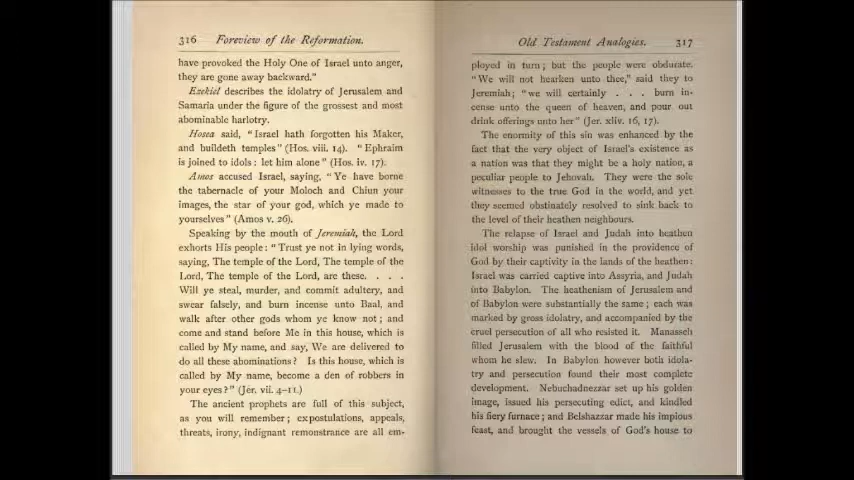 316 Foreview of the Reformation.
have provoked the Holy One of Israel unto anger,
they are gone away backward."
Ezekiel describes the idolatry of Jerusalem and
Samaria under the figure of the grossest and most
abominable harlotry.
Hosea said, "Israel hath forgotten his Maker,
and buildeth temples" (Hos. viii. 14). "Ephraim
is joined to idols: let him alone" (Hos. iv. 17).
Amos accused Israel, saying, "Ye have borne
the tabernacle of your Moloch and Chiun your
images, the star of your god, which ye made to
yourselves" (Amos v. 26).
Speaking by the mouth of Jeremiah, the Lord
exhorts His people: "Trust ye not in lying words,
saying, The temple of the Lord, The temple of the
Lord, The temple of the Lord, are these. . . .
Will ye steal, murder, and commit adultery, and
swear falsely, and burn incense unto Baal, and
walk after other gods whom ye know not; and
come and stand before Me in this house, which is
called by My name, and say, We are delivered to
do all these abominations? Is this house, which is
called by My name, become a den of robbers in
your eyes?" (Jer. vii. 4-11.)
The ancient prophets are full of this subject,
as you will remember; expostulations, appeals,
threats, irony, indignant remonstrance are all em-
Old Testament Analogies. 317
ployed in turn; but the people were obdurate.
"We will not hearken unto thee," said they to
Jeremiah; "we will certainly . . . burn in-
cense unto the queen of heaven, and pour out
drink offerings unto her" (Jer. xliv. 16, 17).
The enormity of this sin was enhanced by the
fact that the very object of Israel's existence as
a nation was that they might be a holy nation, a
peculiar people to Jehovah. They were the sole
witnesses to the true God in the world, and yet
they seemed obstinately resolved to sink back to
the level of their heathen neighbours.
The relapse of Israel and Judah into heathen
idol worship was punished in the providence of
God by their captivity in the lands of the heathen:
Israel was carried captive into Assyria, and Judah
into Babylon. The heathenism of Jerusalem and
of Babylon were substantially the same; each was
marked by gross idolatry, and accompanied by the
cruel persecution of all who resisted it. Manasseh
filled Jerusalem with the blood of the faithful
whom he slew. In Babylon however both idola-
try and persecution found their most complete
development. Nebuchadnezzar set up his golden
image, issued his persecuting edict, and kindled
his fiery furnace; and Belshazzar made his impious
feast, and brought the vessels of God's house to